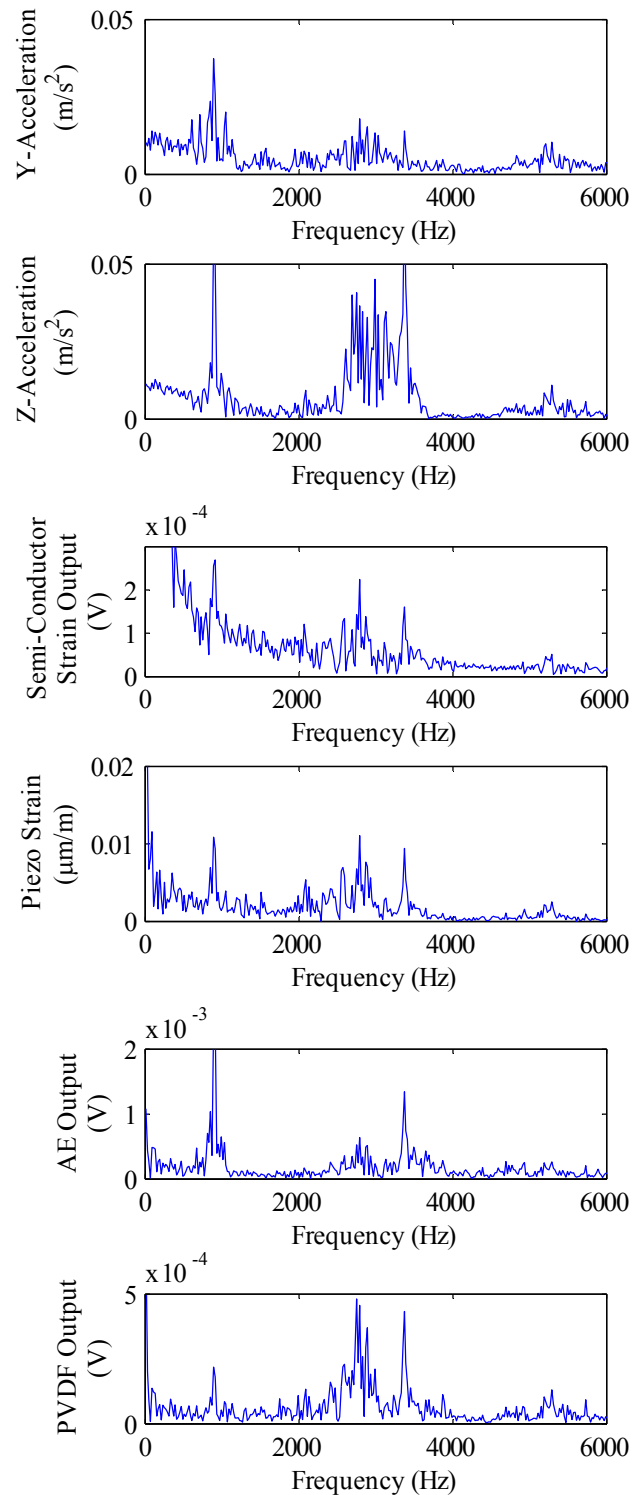 0.05
0
Y-Acceleration
(m/s²)
0 2000 4000 6000
Frequency (Hz)
0.05
0
Z-Acceleration
(m/s²)
0 2000 4000 6000
Frequency (Hz)
x 10⁻⁴
2
1
0
Semi-Conductor
Strain Output
(V)
0 2000 4000 6000
Frequency (Hz)
0.02
0.01
0
Piezo Strain
(μm/m)
0 2000 4000 6000
Frequency (Hz)
x 10⁻³
2
1
0
AE Output
(V)
0 2000 4000 6000
Frequency (Hz)
x 10⁻⁴
5
0
PVDF Output
(V)
0 2000 4000 6000
Frequency (Hz)